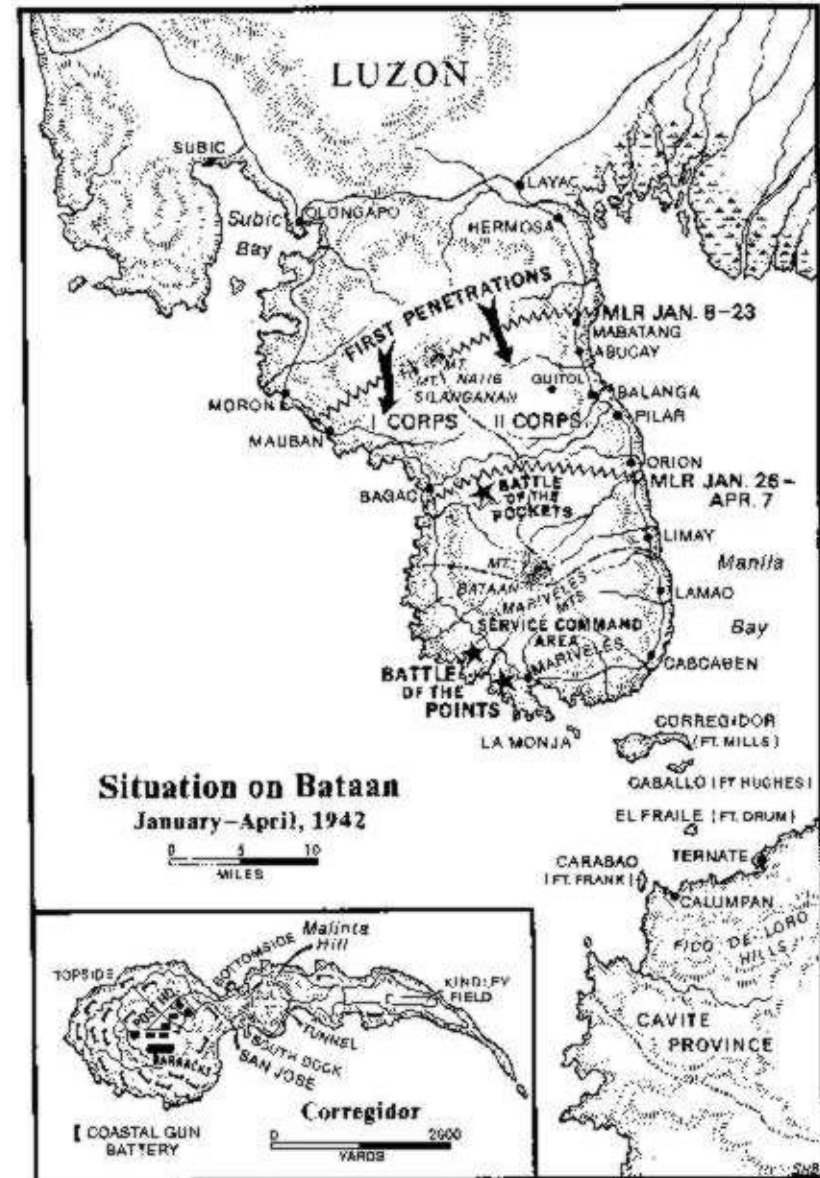 LUZON
SUBIC
Subic
Bay
OLONGAPO
LAYAC
HERMOSA
FIRST PENETRATIONS
MLR JAN. 8-23
MABATANG
ABUCAY
MT.
NATIB
MT.
SILANGANAN
GUITOL
BALANGA
PILAR
MORON
MAUBAN
I CORPS
II CORPS
ORION
MLR JAN. 26-
APR. 7
BAGAC
BATTLE
OF THE
POCKETS
LIMAY
Manila
Bay
MT.
BATAAN
MARIVELES
MTS
LAMAO
SERVICE COMMAND
AREA
MARIVELES
CABCABEN
BATTLE
OF THE
POINTS
LA MONJA
CORREGIDOR
(FT. MILLS)
CABALLO (FT HUGHES)
EL FRAILE (FT. DRUM)
CARABAO
(FT. FRANK)
TERNATE
CALUMPAN
PICO DE LORO
HILLS
CAVITE
PROVINCE
Situation on Bataan
January-April, 1942
0 5 10
MILES
TOPSIDE
BOTTOMSIDE
Malinta
Hill
KINDLEY
FIELD
TUNNEL
SOUTH DOCK
SAN JOSE
BARRACKS
Corregidor
COASTAL GUN
BATTERY
0 2000
YARDS